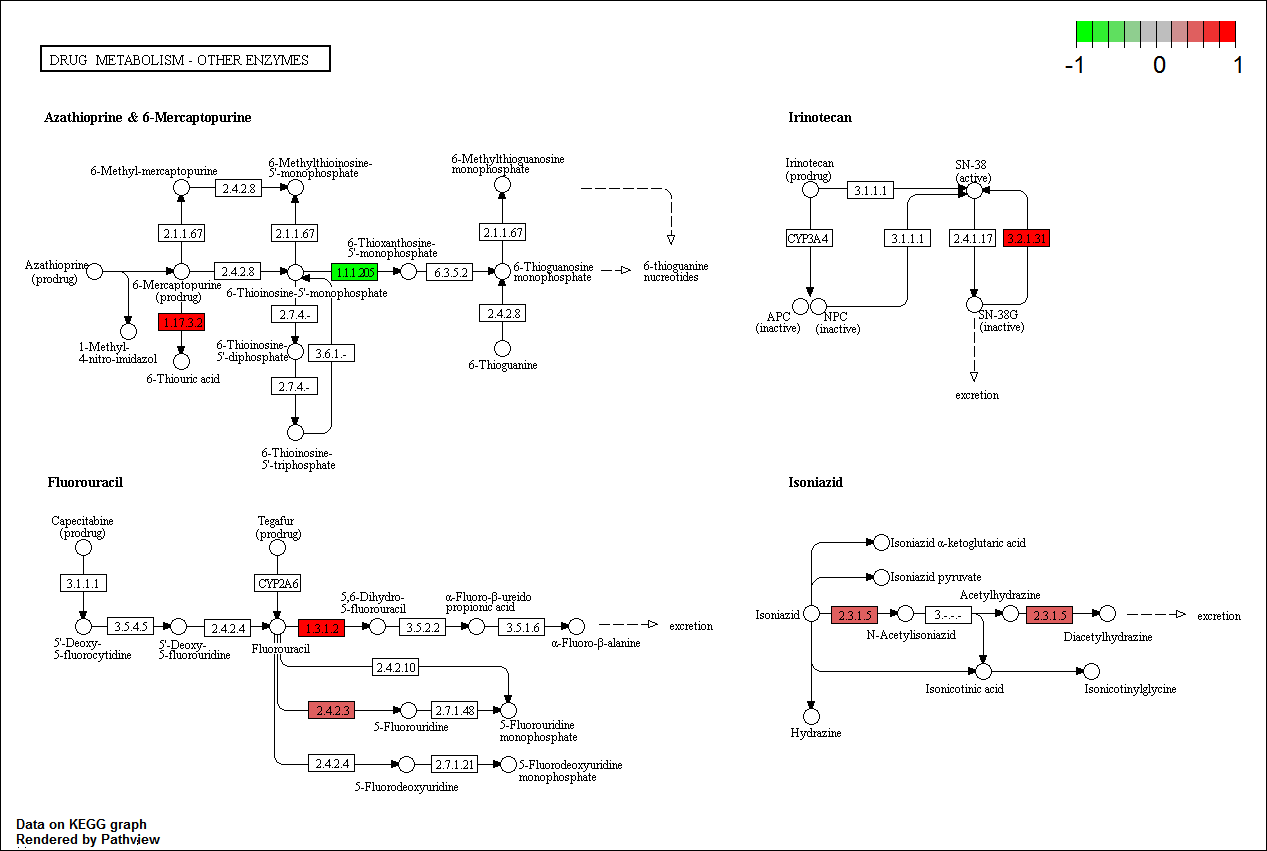 DRUG METABOLISM - OTHER ENZYMES
-1
0
1
Azathioprine & 6-Mercaptopurine
6-Methyl-mercaptopurine
2.4.2.8
6-Methylthioinosine-
5'-monophosphate
6-Methylthioguanosine
monophosphate
2.1.1.67
2.1.1.67
2.1.1.67
6-Thioxanthosine-
5'-monophosphate
Azathioprine
(prodrug)
6-Mercaptopurine
(prodrug)
2.4.2.8
6-Thioinosine-5'-monophosphate
1.1.1.205
6.3.5.2
6-Thioguanosine
monophosphate
6-thioguanine
nucreotides
1.17.3.2
2.7.4.-
2.4.2.8
1-Methyl-
4-nitro-imidazol
6-Thiouric acid
6-Thioinosine-
5'-diphosphate
3.6.1.-
6-Thioguanine
2.7.4.-
6-Thioinosine-
5'-triphosphate
Irinotecan
Irinotecan
(prodrug)
3.1.1.1
SN-38
(active)
CYP3A4
3.1.1.1
2.4.1.17
3.2.1.31
APC
(inactive)
NPC
(inactive)
SN-38G
(inactive)
excretion
Fluorouracil
Capecitabine
(prodrug)
Tegafur
(prodrug)
3.1.1.1
CYP2A6
5,6-Dihydro-
5-fluorouracil
α-Fluoro-β-ureido
propionic acid
5'-Deoxy-
5-fluorocytidine
3.5.4.5
5'-Deoxy-
5-fluorouridine
2.4.2.4
Fluorouracil
1.3.1.2
3.5.2.2
3.5.1.6
α-Fluoro-β-alanine
excretion
2.4.2.10
2.4.2.3
5-Fluorouridine
2.7.1.48
5-Fluorouridine
monophosphate
2.4.2.4
5-Fluorodeoxyuridine
2.7.1.21
5-Fluorodeoxyuridine
monophosphate
Isoniazid
Isoniazid α-ketoglutaric acid
Isoniazid pyruvate
Acetylhydrazine
Isoniazid
2.3.1.5
N-Acetylisoniazid
3.-.-.-
2.3.1.5
Diacetylhydrazine
excretion
Isonicotinic acid
Isonicotinylglycine
Hydrazine
Data on KEGG graph
Rendered by Pathview